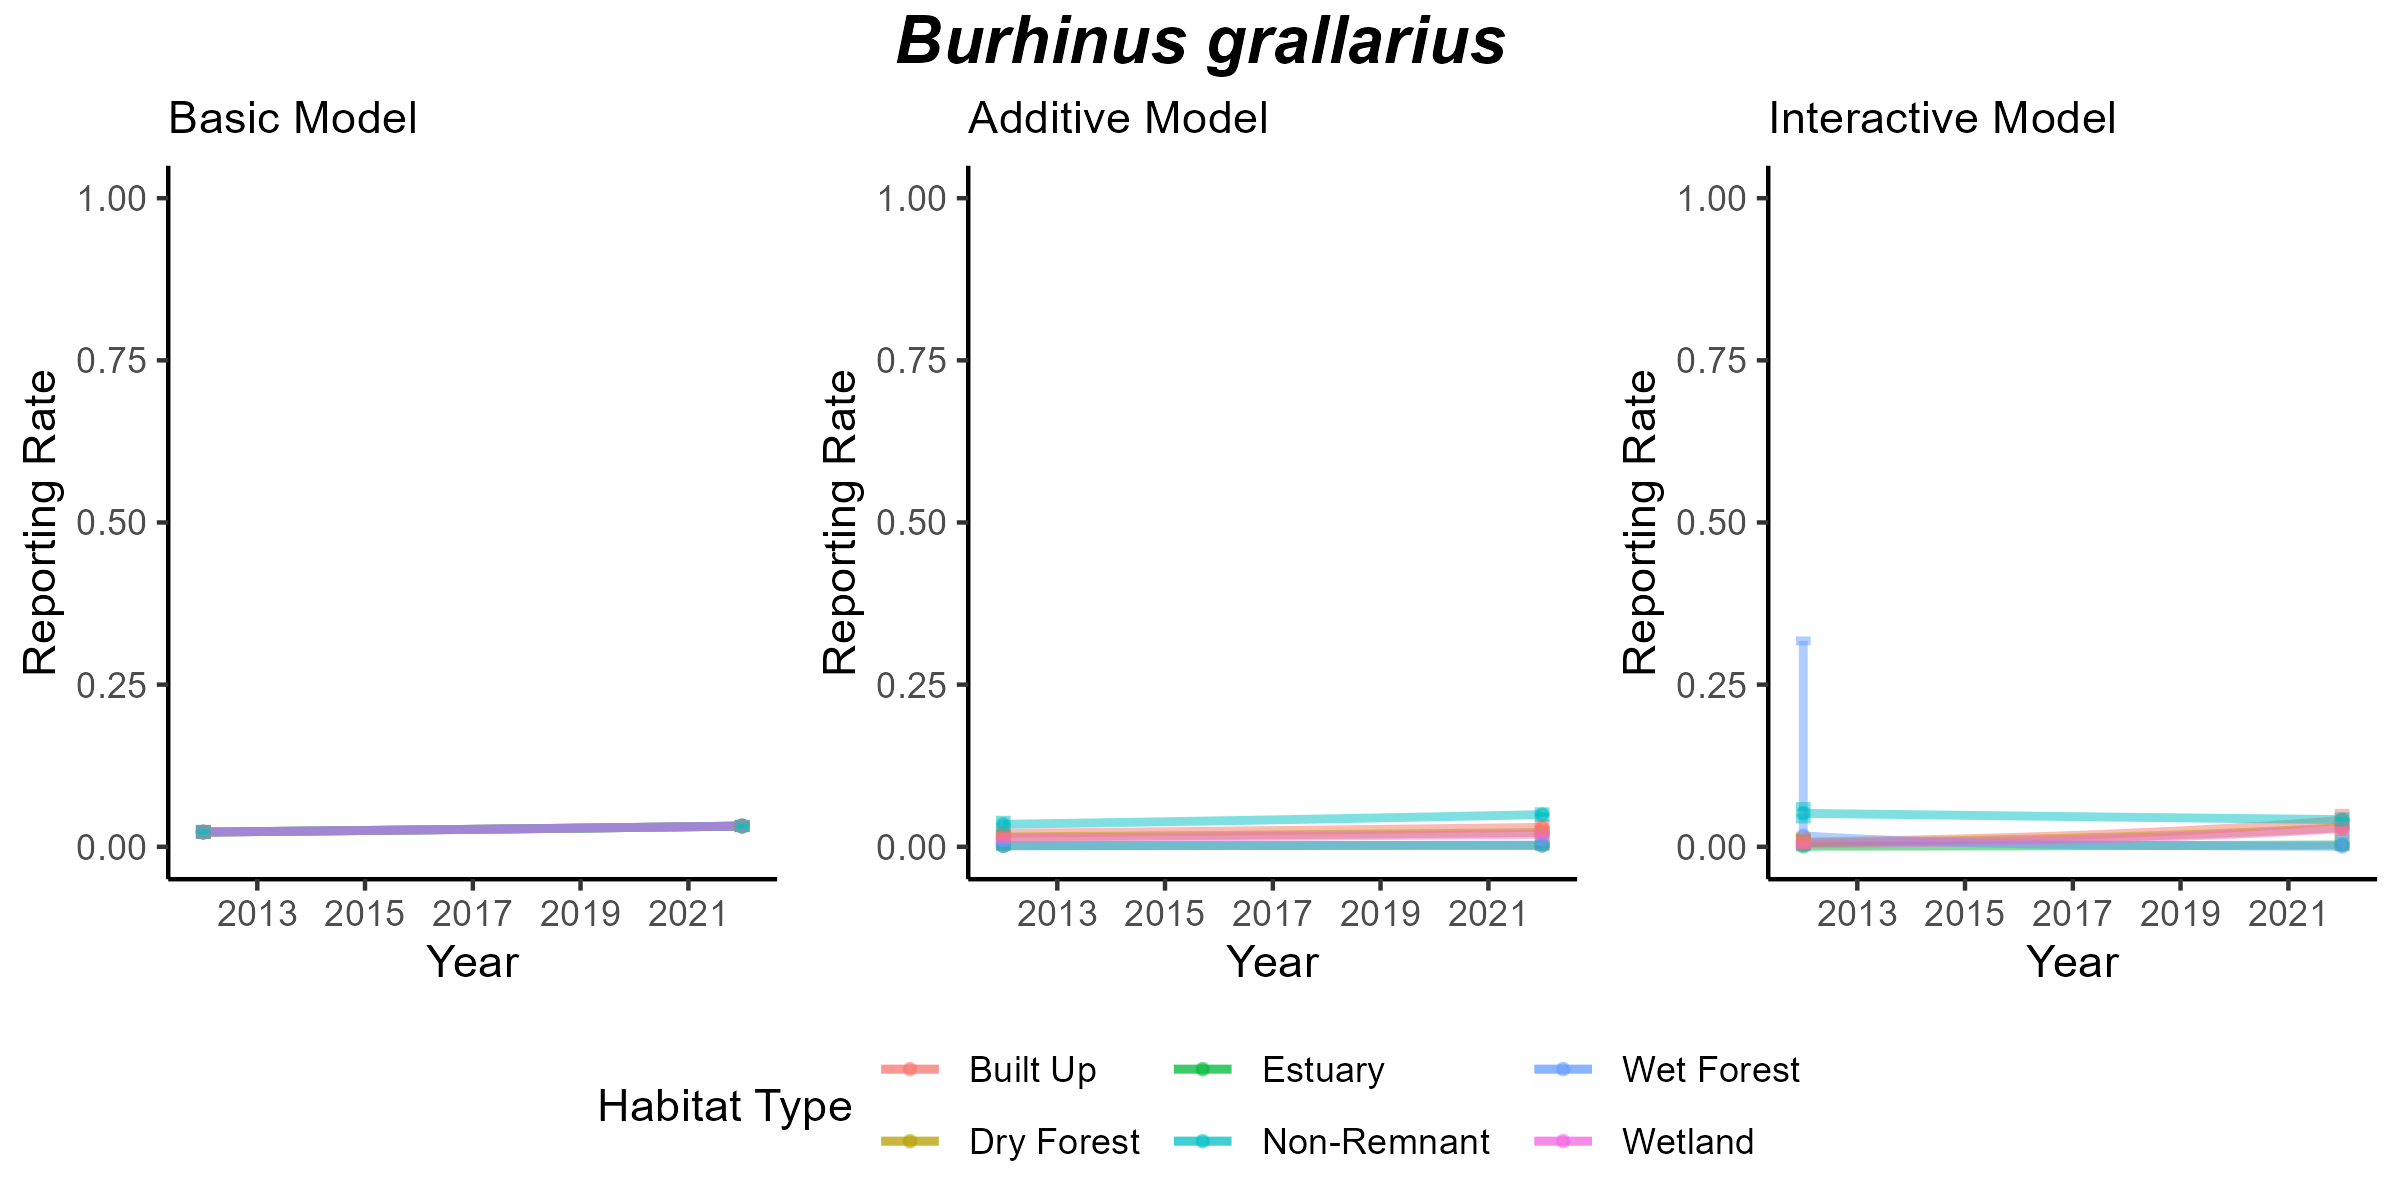 Burhinus grallarius
Basic Model
Additive Model
Interactive Model
Reporting Rate
1.00
0.75
0.50
0.25
0.00
2013 2015 2017 2019 2021
Year
Reporting Rate
1.00
0.75
0.50
0.25
0.00
2013 2015 2017 2019 2021
Year
Reporting Rate
1.00
0.75
0.50
0.25
0.00
2013 2015 2017 2019 2021
Year
Habitat Type
Built Up
Estuary
Wet Forest
Dry Forest
Non-Remnant
Wetland